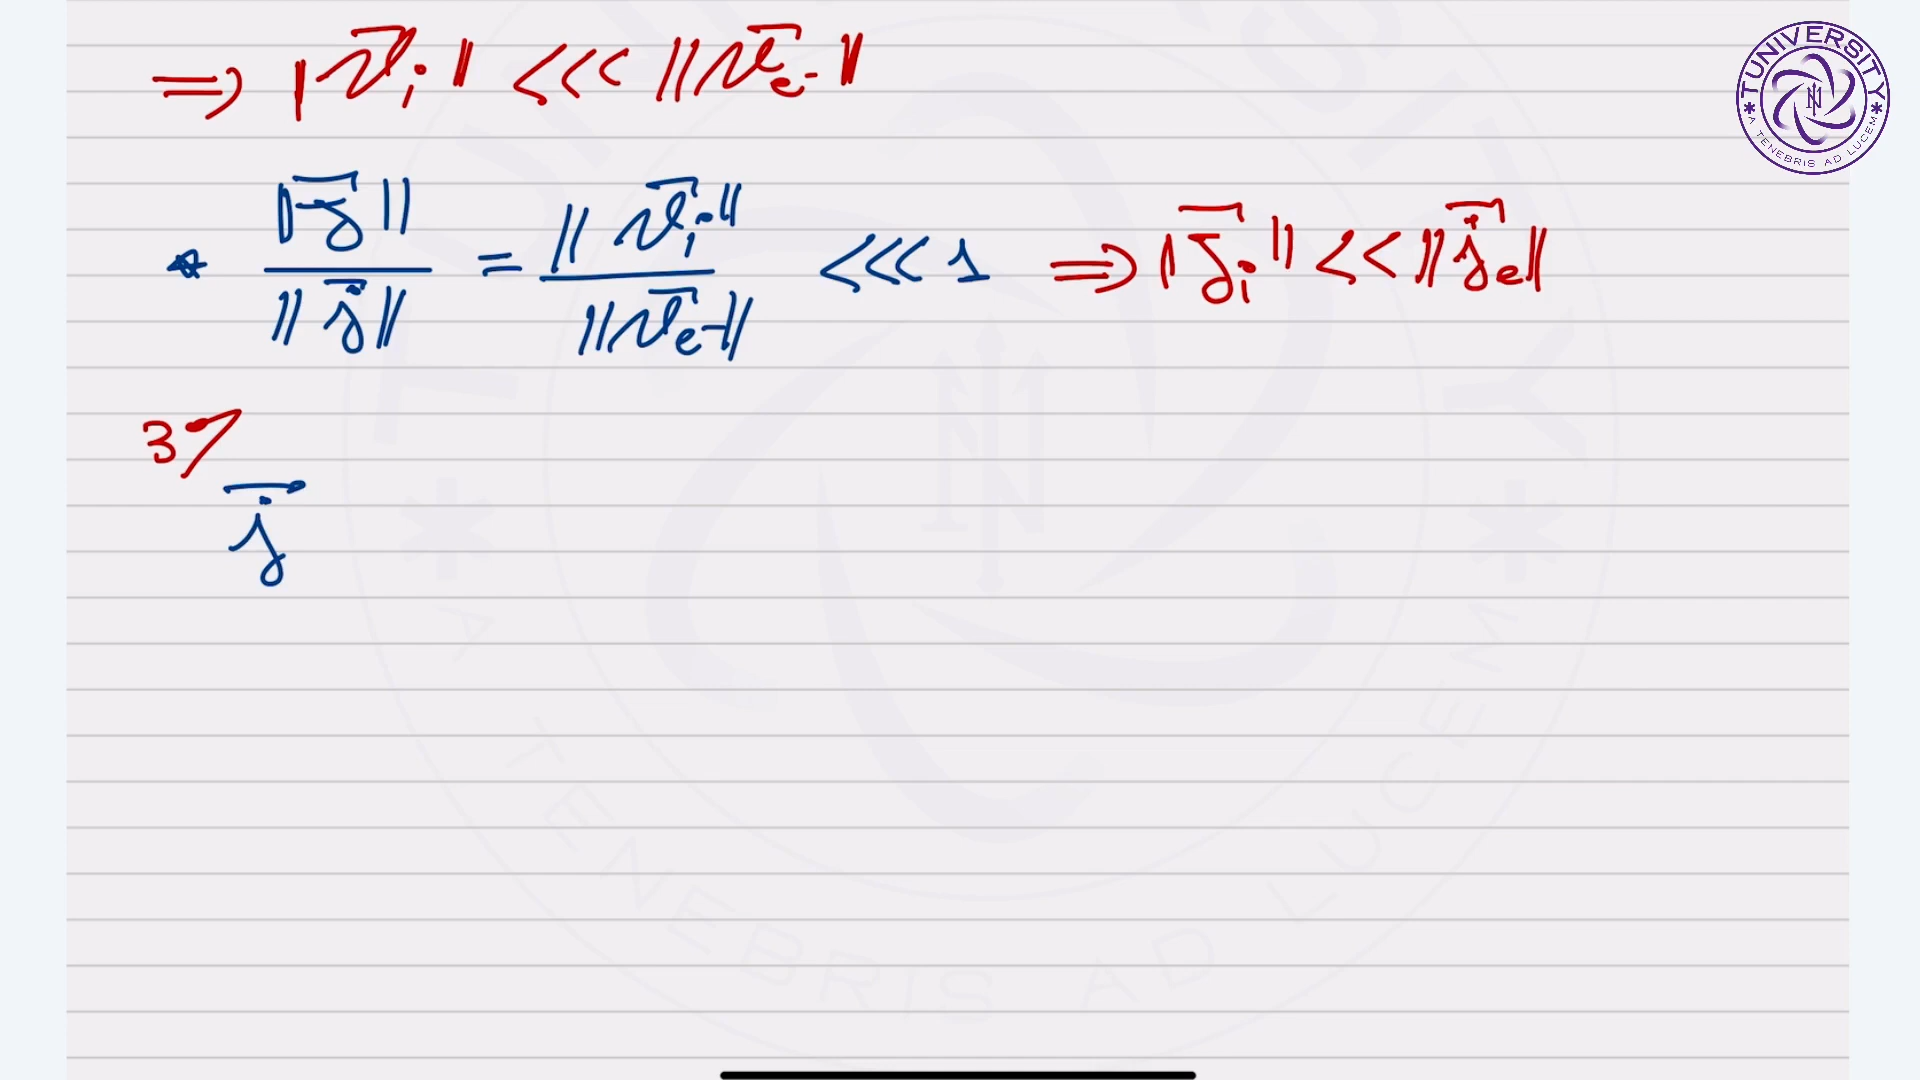 ⟹ ‖v⃗ᵢ‖ <<< ‖v⃗ₑ-‖
* ‖j⃗‖ / ‖j⃗‖ = ‖v⃗ᵢ‖ / ‖v⃗ₑ-‖ <<< 1 ⟹ ‖j⃗ᵢ‖ << ‖j⃗ₑ‖
3°/
j⃗
TUNIVERSITY
* A TENEBRIS AD LUCEM *